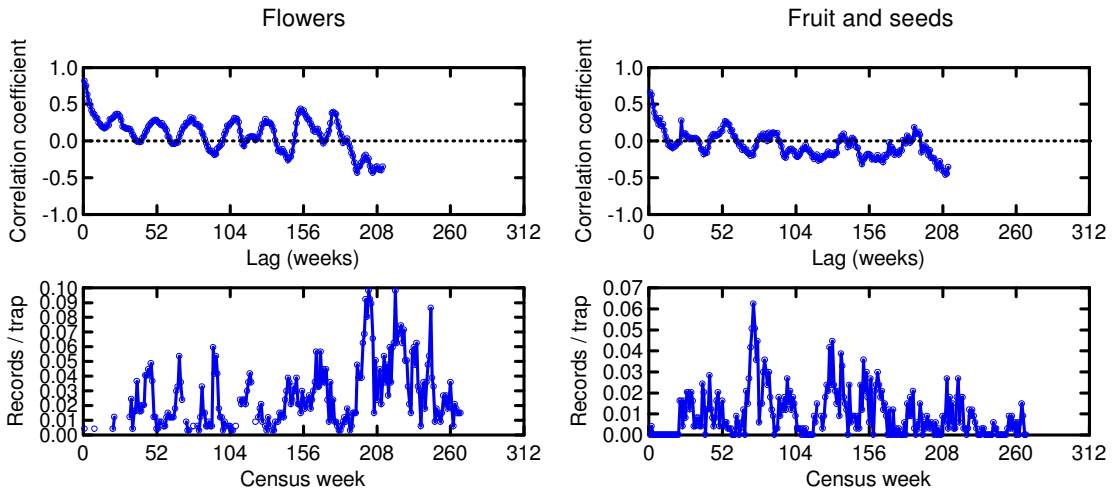 Flowers
Fruit and seeds
Correlation coefficient
1.0
0.5
0.0
-0.5
-1.0
0 52 104 156 208 260 312
Lag (weeks)
Correlation coefficient
1.0
0.5
0.0
-0.5
-1.0
0 52 104 156 208 260 312
Lag (weeks)
Records / trap
0.10
0.09
0.08
0.07
0.06
0.05
0.04
0.03
0.02
0.01
0.00
0 52 104 156 208 260 312
Census week
Records / trap
0.07
0.06
0.05
0.04
0.03
0.02
0.01
0.00
0 52 104 156 208 260 312
Census week